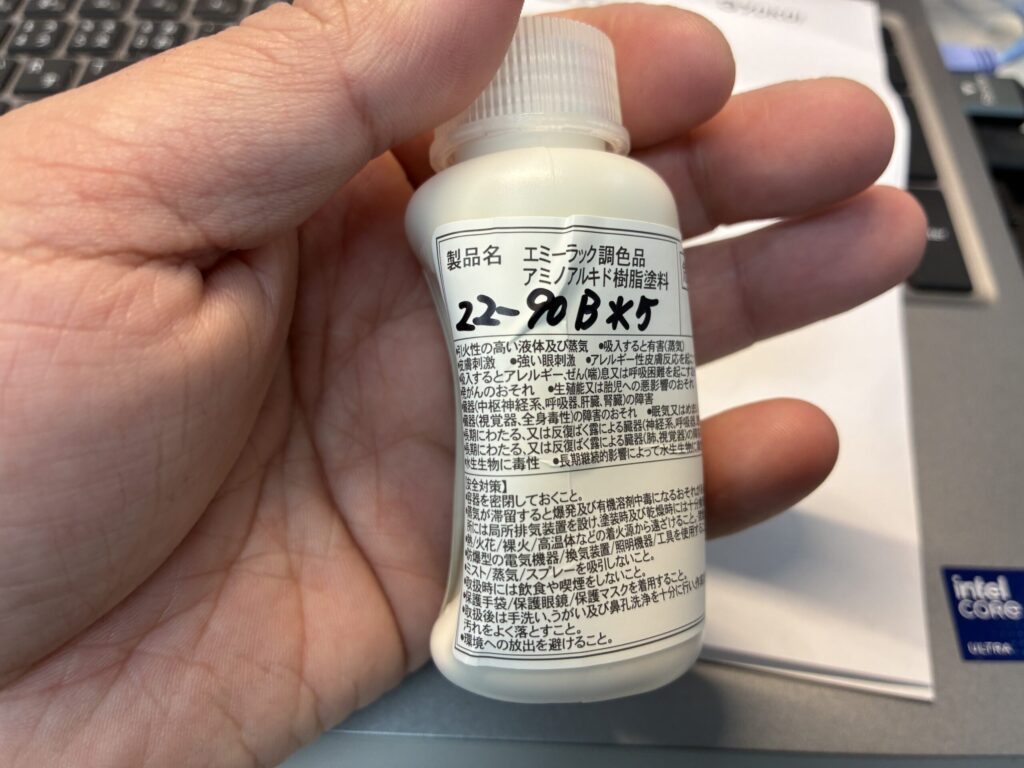 製品名 エミーラック調色品
アミノアルキド樹脂塗料
22-90B*5
引火性の高い液体及び蒸気 •吸入すると有害(蒸気)
皮膚刺激 •強い眼刺激 •アレルギー性皮膚反応を起こ
吸入するとアレルギー、ぜん(喘)息又は呼吸困難を起こす
発がんのおそれ •生殖能又は胎児への悪影響のおそれ
臓器(中枢神経系、呼吸器、肝臓、腎臓)の障害
臓器(視覚器、全身毒性)の障害のおそれ •眠気又はめま
長期にわたる、又は反復ばく露による臓器(神経系、呼吸器、
長期にわたる、又は反復ばく露による臓器(肺、視覚器)の障
水生生物に毒性 •長期継続的影響によって水生生物に
【安全対策】
容器を密閉しておくこと。
蒸気が滞留すると爆発及び有機溶剤中毒になるおそれが
所には局所排気装置を設け、塗装時及び乾燥時には十分
熱/火花/裸火/高温体などの着火源から遠ざけること。
防爆型の電気機器/換気装置/照明機器/工具を使用する
ミスト/蒸気/スプレーを吸引しないこと。
•取扱時には飲食や喫煙をしないこと。
•保護手袋/保護眼鏡/保護マスクを着用すること。
•取扱後は手洗い、うがい及び鼻孔洗浄を十分に行い、作
汚れをよく落とすこと。
•環境への放出を避けること。
intel
CORE
ULTRA